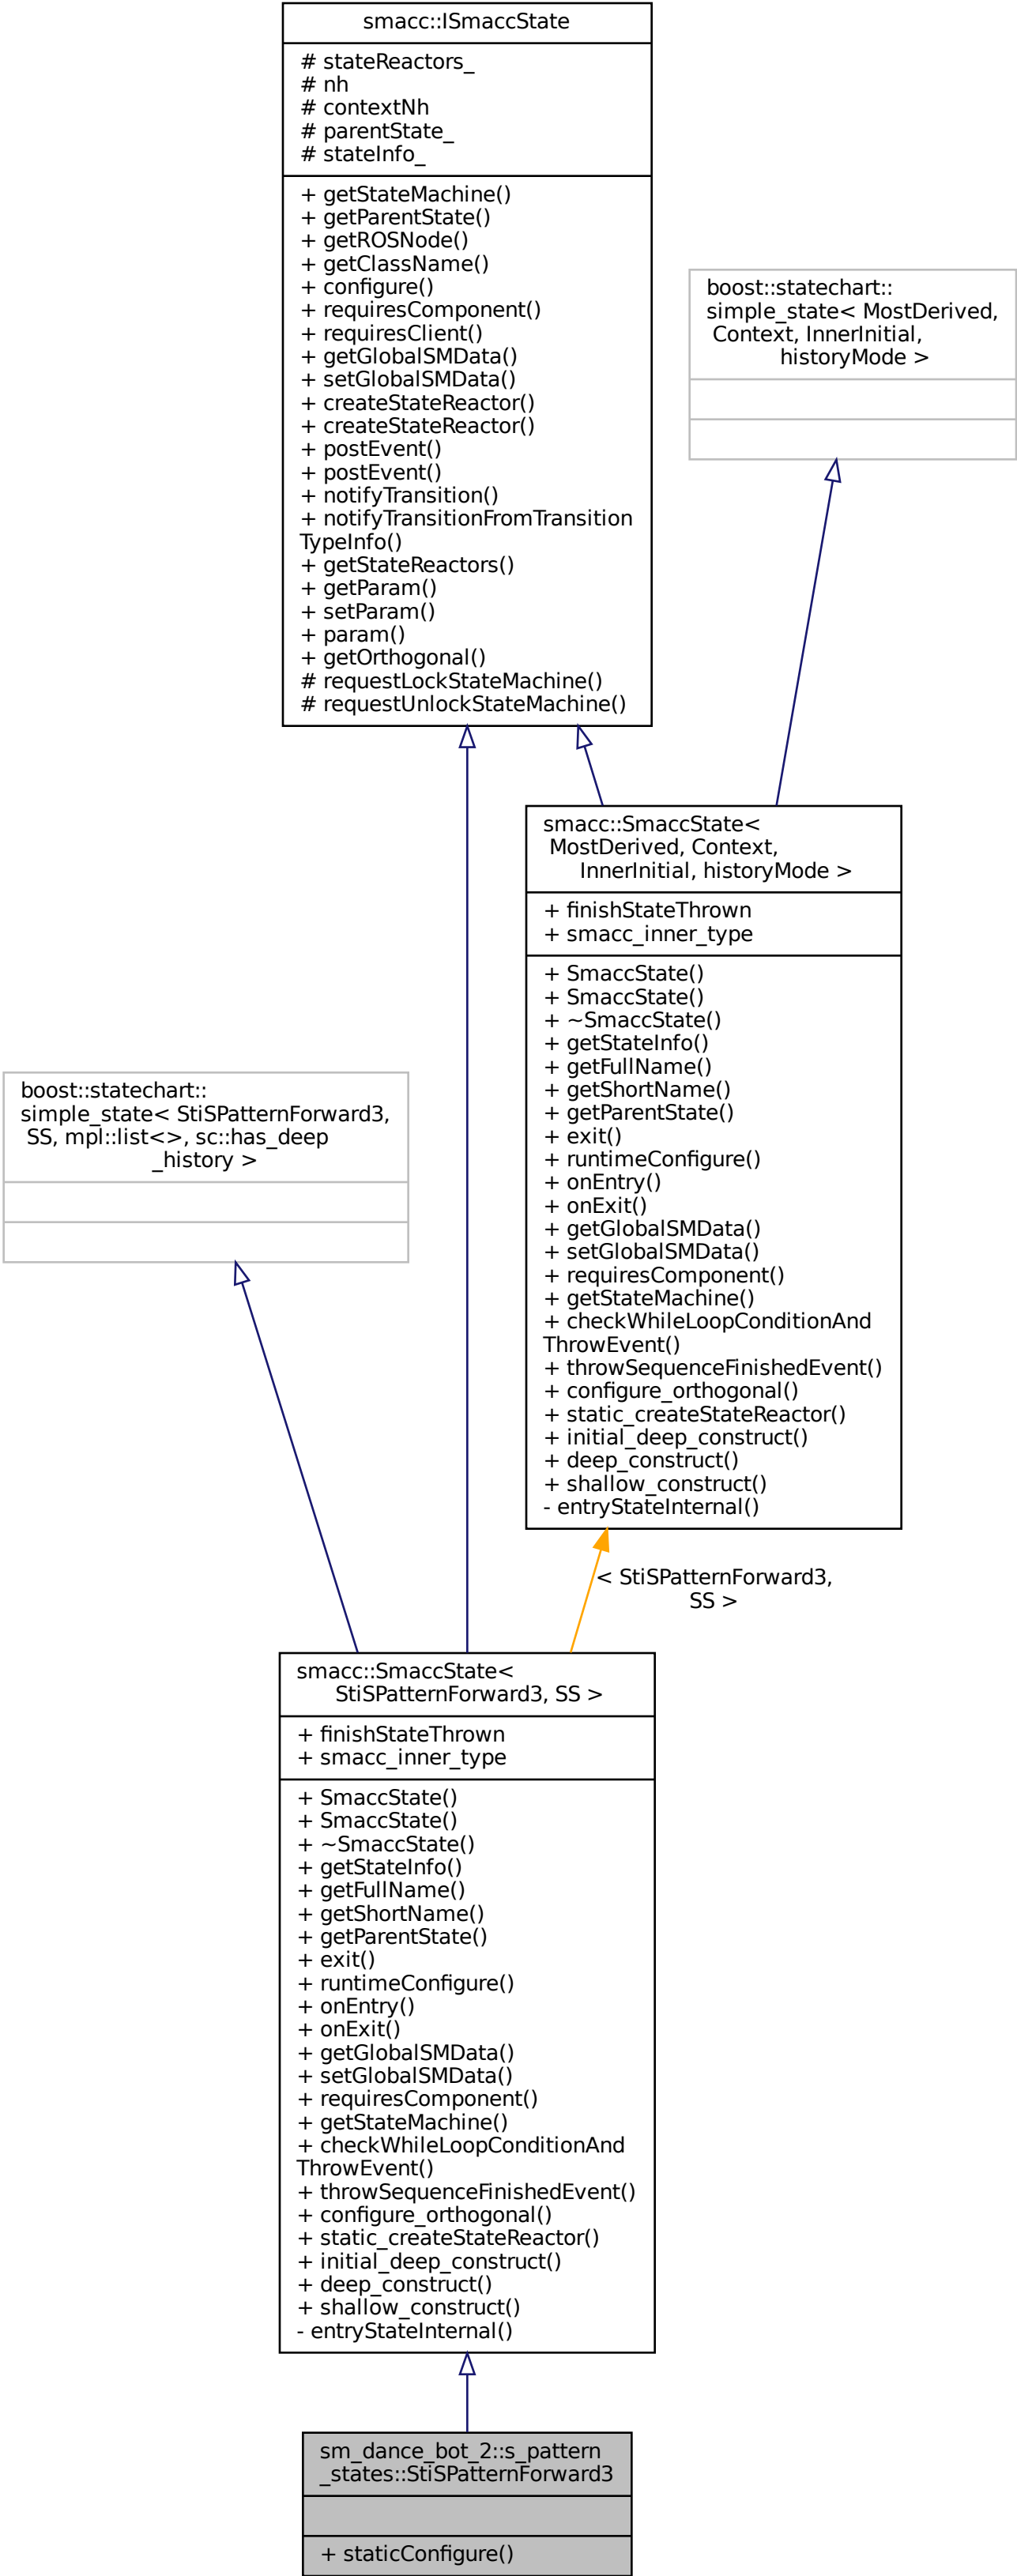 smacc::ISmaccState
# stateReactors_
# nh
# contextNh
# parentState_
# stateInfo_
+ getStateMachine()
+ getParentState()
+ getROSNode()
+ getClassName()
+ configure()
+ requiresComponent()
+ requiresClient()
+ getGlobalSMData()
+ setGlobalSMData()
+ createStateReactor()
+ createStateReactor()
+ postEvent()
+ postEvent()
+ notifyTransition()
+ notifyTransitionFromTransition
TypeInfo()
+ getStateReactors()
+ getParam()
+ setParam()
+ param()
+ getOrthogonal()
# requestLockStateMachine()
# requestUnlockStateMachine()
boost::statechart::
simple_state< MostDerived,
Context, InnerInitial,
historyMode >
smacc::SmaccState<
MostDerived, Context,
InnerInitial, historyMode >
+ finishStateThrown
+ smacc_inner_type
+ SmaccState()
+ SmaccState()
+ ~SmaccState()
+ getStateInfo()
+ getFullName()
+ getShortName()
+ getParentState()
+ exit()
+ runtimeConfigure()
+ onEntry()
+ onExit()
+ getGlobalSMData()
+ setGlobalSMData()
+ requiresComponent()
+ getStateMachine()
+ checkWhileLoopConditionAnd
ThrowEvent()
+ throwSequenceFinishedEvent()
+ configure_orthogonal()
+ static_createStateReactor()
+ initial_deep_construct()
+ deep_construct()
+ shallow_construct()
- entryStateInternal()
boost::statechart::
simple_state< StiSPatternForward3,
SS, mpl::list<>, sc::has_deep
_history >
< StiSPatternForward3,
SS >
smacc::SmaccState<
StiSPatternForward3, SS >
+ finishStateThrown
+ smacc_inner_type
+ SmaccState()
+ SmaccState()
+ ~SmaccState()
+ getStateInfo()
+ getFullName()
+ getShortName()
+ getParentState()
+ exit()
+ runtimeConfigure()
+ onEntry()
+ onExit()
+ getGlobalSMData()
+ setGlobalSMData()
+ requiresComponent()
+ getStateMachine()
+ checkWhileLoopConditionAnd
ThrowEvent()
+ throwSequenceFinishedEvent()
+ configure_orthogonal()
+ static_createStateReactor()
+ initial_deep_construct()
+ deep_construct()
+ shallow_construct()
- entryStateInternal()
sm_dance_bot_2::s_pattern
_states::StiSPatternForward3
+ staticConfigure()